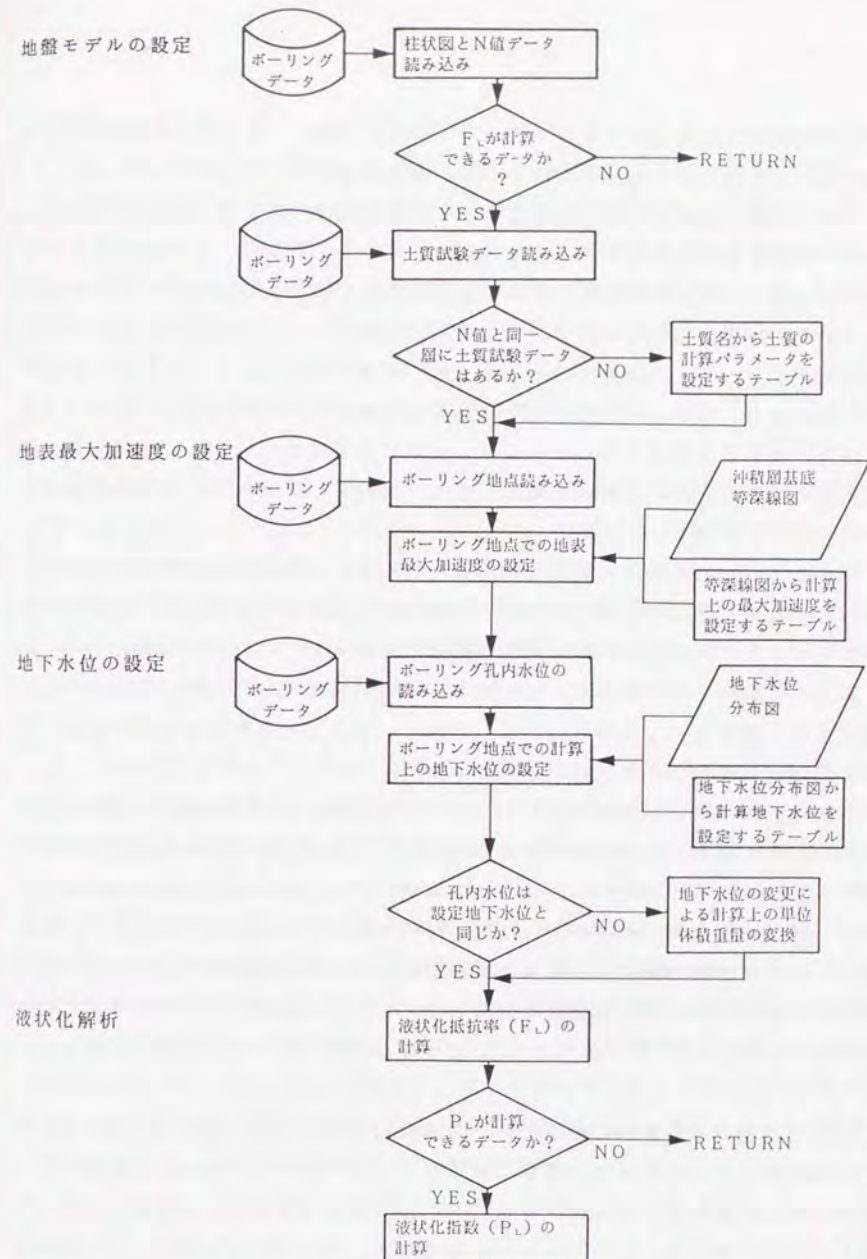 地盤モデルの設定
ボーリング
データ
柱状図とN値データ
読み込み
FLが計算
できるデータか
?
NO
RETURN
YES
ボーリング
データ
土質試験データ読み込み
N値と同一
層に土質試験データ
はあるか?
NO
土質名から土質の
計算パラメータを
設定するテーブル
YES
地表最大加速度の設定
ボーリング
データ
ボーリング地点読み込み
沖積層基底
等深線図
ボーリング地点での地表
最大加速度の設定
等深線図から計算
上の最大加速度を
設定するテーブル
地下水位の設定
ボーリング
データ
ボーリング孔内水位の
読み込み
地下水位
分布図
ボーリング地点での計算
上の地下水位の設定
地下水位分布図か
ら計算地下水位を
設定するテーブル
孔内水位は
設定地下水位と
同じか?
NO
地下水位の変更に
よる計算上の単位
体積重量の変換
YES
液状化解析
液状化抵抗率(FL)の
計算
PLが計算
できるデータか?
NO
RETURN
YES
液状化指数(PL)の
計算